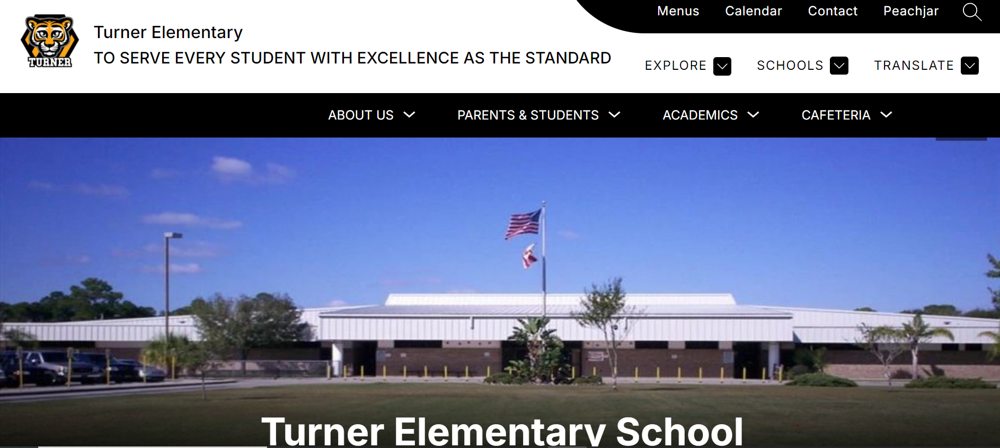 Menus Calendar Contact Peachjar
TURNER
Turner Elementary
TO SERVE EVERY STUDENT WITH EXCELLENCE AS THE STANDARD
EXPLORE SCHOOLS TRANSLATE
ABOUT US PARENTS & STUDENTS ACADEMICS CAFETERIA
Turner Elementary School